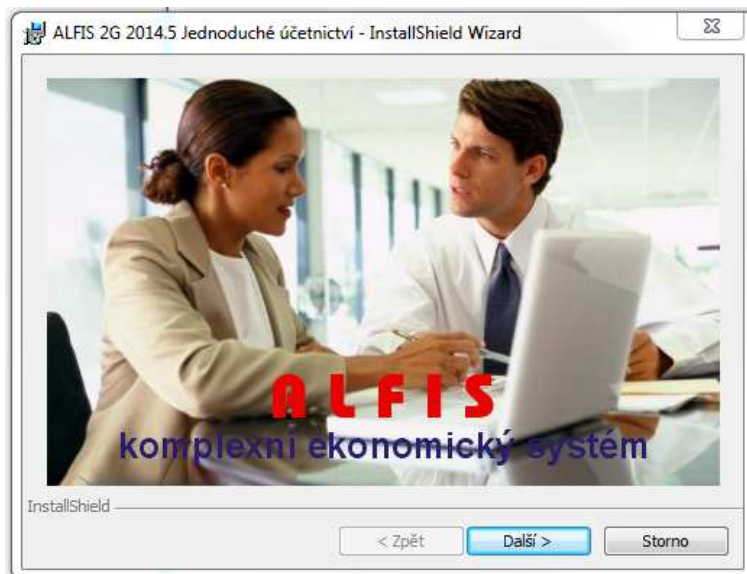 ALFIS 2G 2014.5 Jednoduché účetnictví - InstallShield Wizard
ALFIS
komplexní ekonomický systém
InstallShield
< Zpět
Další >
Storno